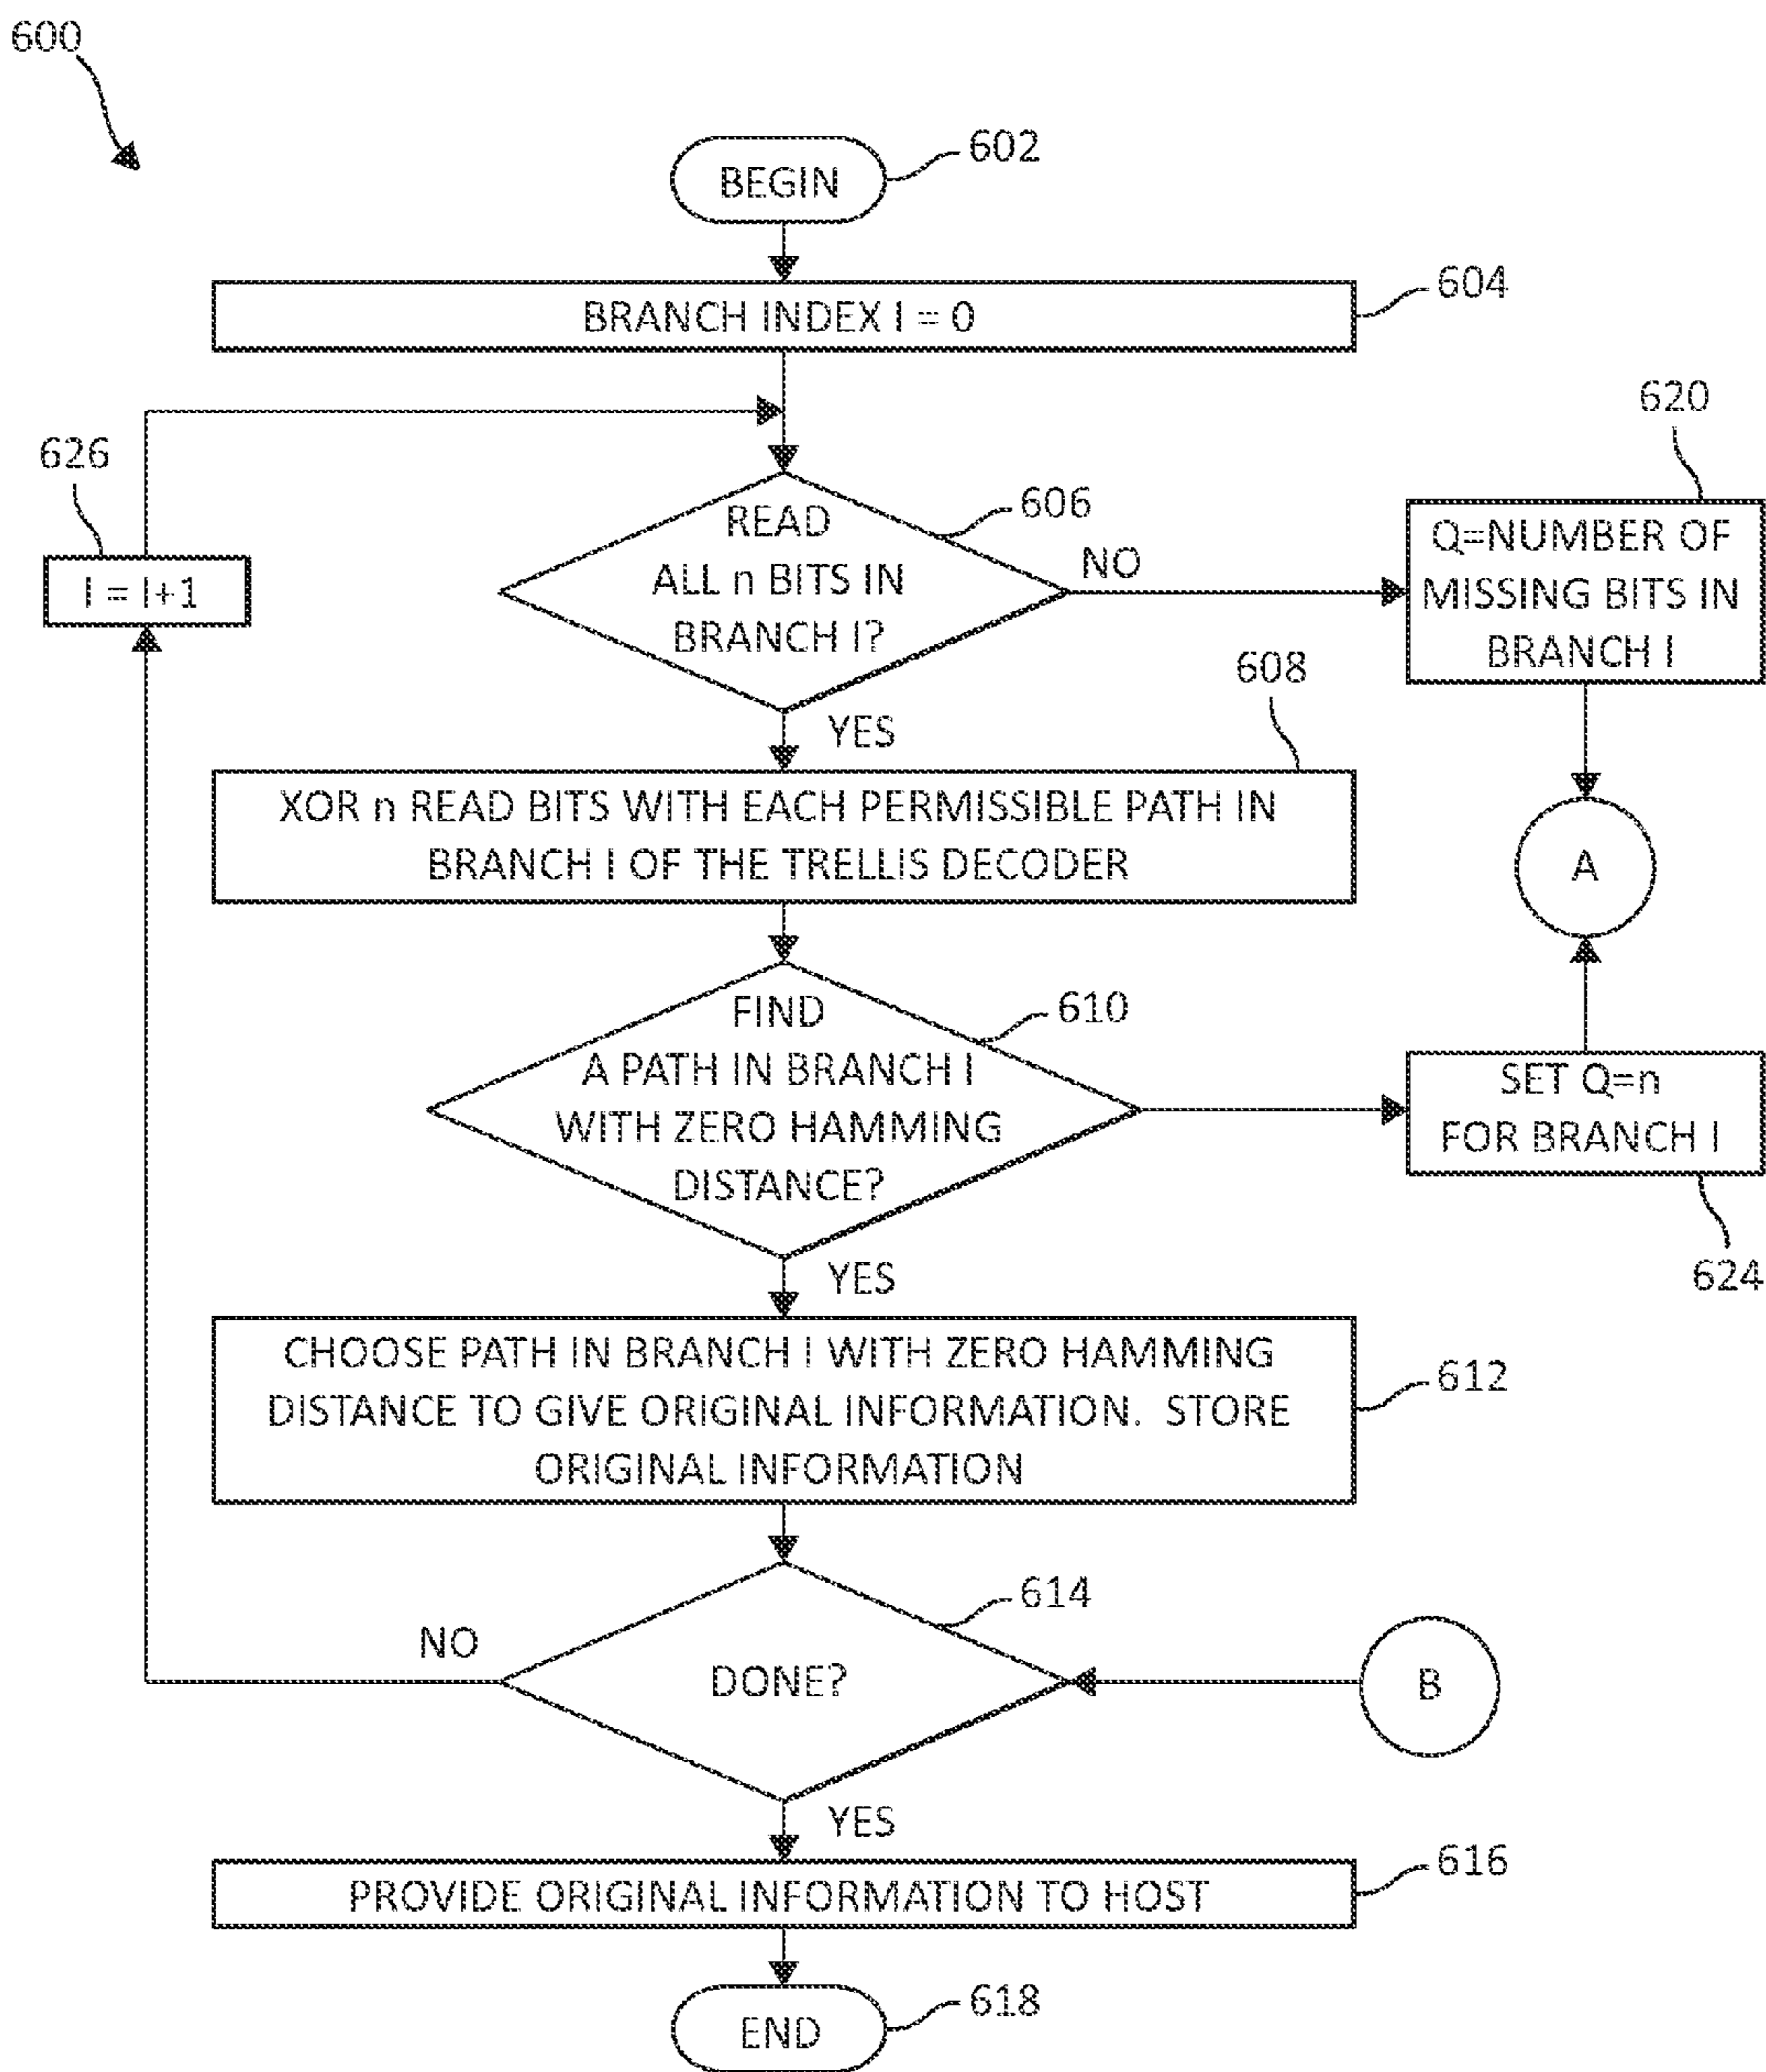 600
602
BEGIN
604
BRANCH INDEX I = 0
620
626
606
READ
ALL n BITS IN
BRANCH I?
NO
Q=NUMBER OF
MISSING BITS IN
BRANCH I
I = I+1
608
YES
XOR n READ BITS WITH EACH PERMISSIBLE PATH IN
BRANCH I OF THE TRELLIS DECODER
A
610
FIND
A PATH IN BRANCH I
WITH ZERO HAMMING
DISTANCE?
SET Q=n
FOR BRANCH I
624
YES
CHOOSE PATH IN BRANCH I WITH ZERO HAMMING
DISTANCE TO GIVE ORIGINAL INFORMATION. STORE
ORIGINAL INFORMATION
612
614
NO
DONE?
B
YES
616
PROVIDE ORIGINAL INFORMATION TO HOST
618
END